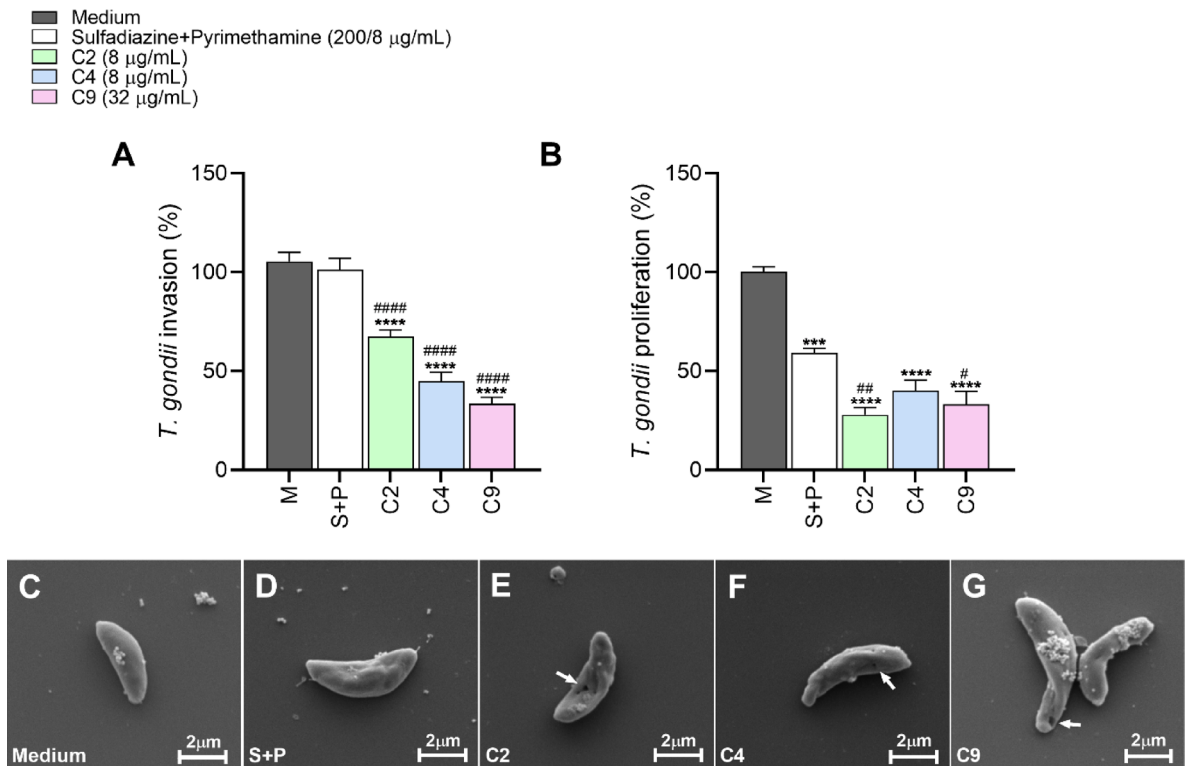 Medium
Sulfadiazine+Pyrimethamine (200/8 μg/mL)
C2 (8 μg/mL)
C4 (8 μg/mL)
C9 (32 μg/mL)
A
B
T. gondii invasion (%)
150
100
50
0
####
****
####
****
####
****
M
S+P
C2
C4
C9
T. gondii proliferation (%)
150
100
50
0
***
##
****
****
#
****
M
S+P
C2
C4
C9
C
Medium
2μm
D
S+P
2μm
E
C2
2μm
F
C4
2μm
G
C9
2μm